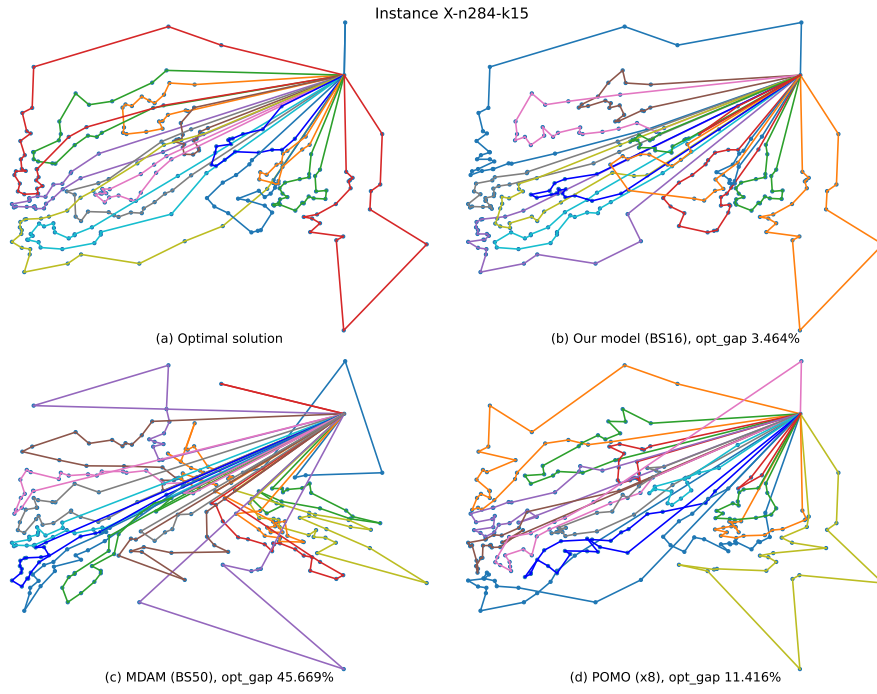 Instance X-n284-k15
(a) Optimal solution
(b) Our model (BS16), opt_gap 3.464%
(c) MDAM (BS50), opt_gap 45.669%
(d) POMO (x8), opt_gap 11.416%